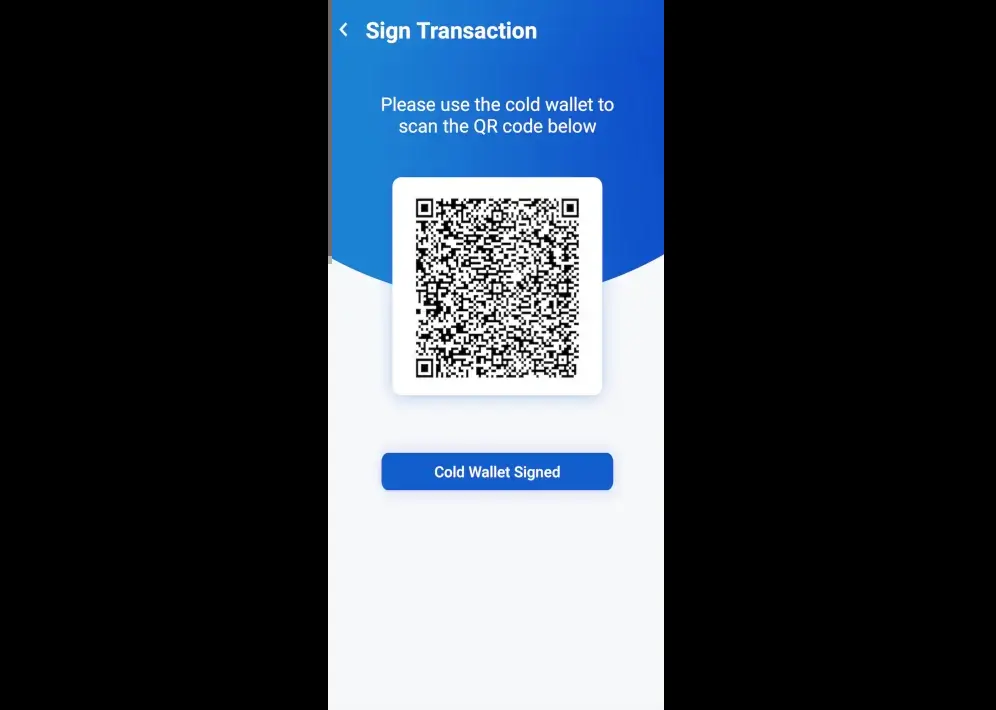 Sign Transaction
Please use the cold wallet to
scan the QR code below
Cold Wallet Signed